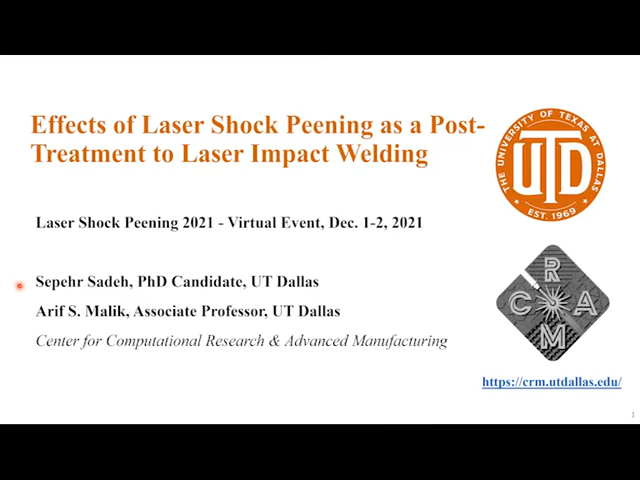 Effects of Laser Shock Peening as a Post-
Treatment to Laser Impact Welding
THE UNIVERSITY OF TEXAS AT DALLAS
UTD
EST. 1969
Laser Shock Peening 2021 - Virtual Event, Dec. 1-2, 2021
Sepehr Sadeh, PhD Candidate, UT Dallas
Arif S. Malik, Associate Professor, UT Dallas
Center for Computational Research & Advanced Manufacturing
R
C A
M
https://crm.utdallas.edu/
1